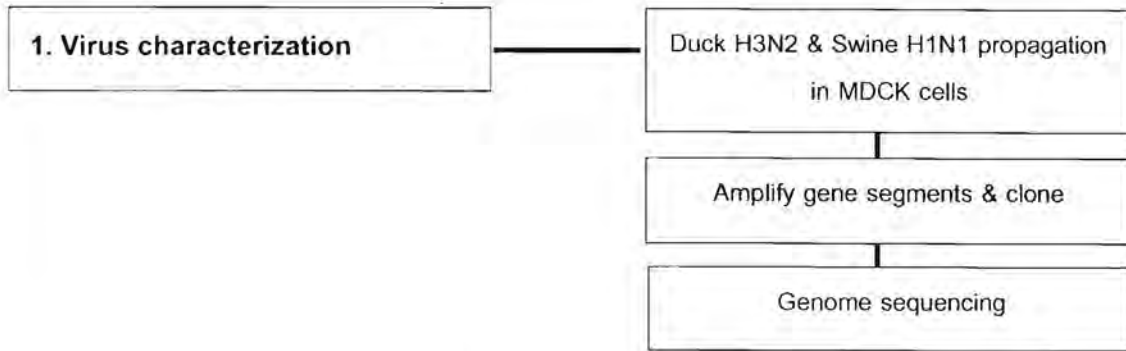 1. Virus characterization
Duck H3N2 & Swine H1N1 propagation
in MDCK cells
Amplify gene segments & clone
Genome sequencing